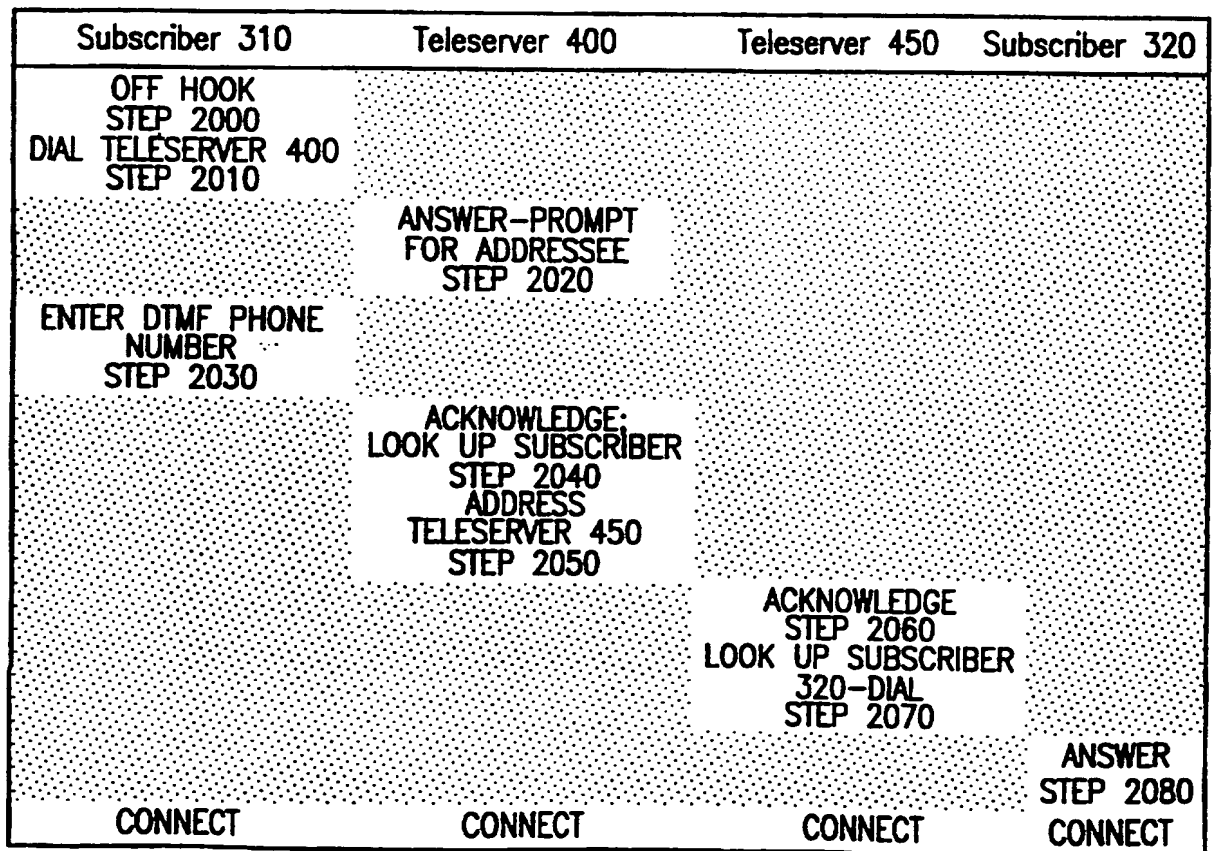 Subscriber 310 Teleserver 400 Teleserver 450 Subscriber 320
OFF HOOK
STEP 2000
DIAL TELESERVER 400
STEP 2010
ANSWER-PROMPT
FOR ADDRESSEE
STEP 2020
ENTER DTMF PHONE
NUMBER
STEP 2030
ACKNOWLEDGE;
LOOK UP SUBSCRIBER
STEP 2040
ADDRESS
TELESERVER 450
STEP 2050
ACKNOWLEDGE
STEP 2060
LOOK UP SUBSCRIBER
320-DIAL
STEP 2070
ANSWER
STEP 2080
CONNECT CONNECT CONNECT CONNECT